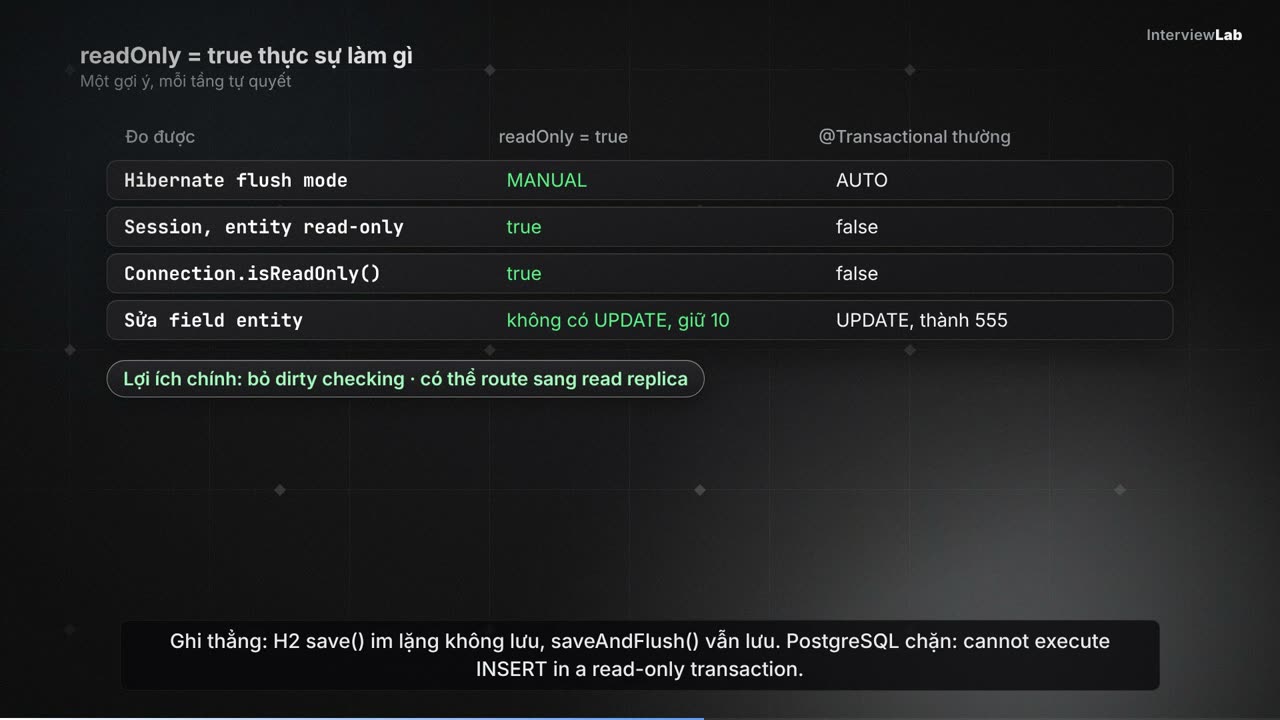 InterviewLab
readOnly = true thực sự làm gì
Một gợi ý, mỗi tầng tự quyết
Đo được readOnly = true @Transactional thường
Hibernate flush mode MANUAL AUTO
Session, entity read-only true false
Connection.isReadOnly() true false
Sửa field entity không có UPDATE, giữ 10 UPDATE, thành 555
Lợi ích chính: bỏ dirty checking · có thể route sang read replica
Ghi thẳng: H2 save() im lặng không lưu, saveAndFlush() vẫn lưu. PostgreSQL chặn: cannot execute
INSERT in a read-only transaction.